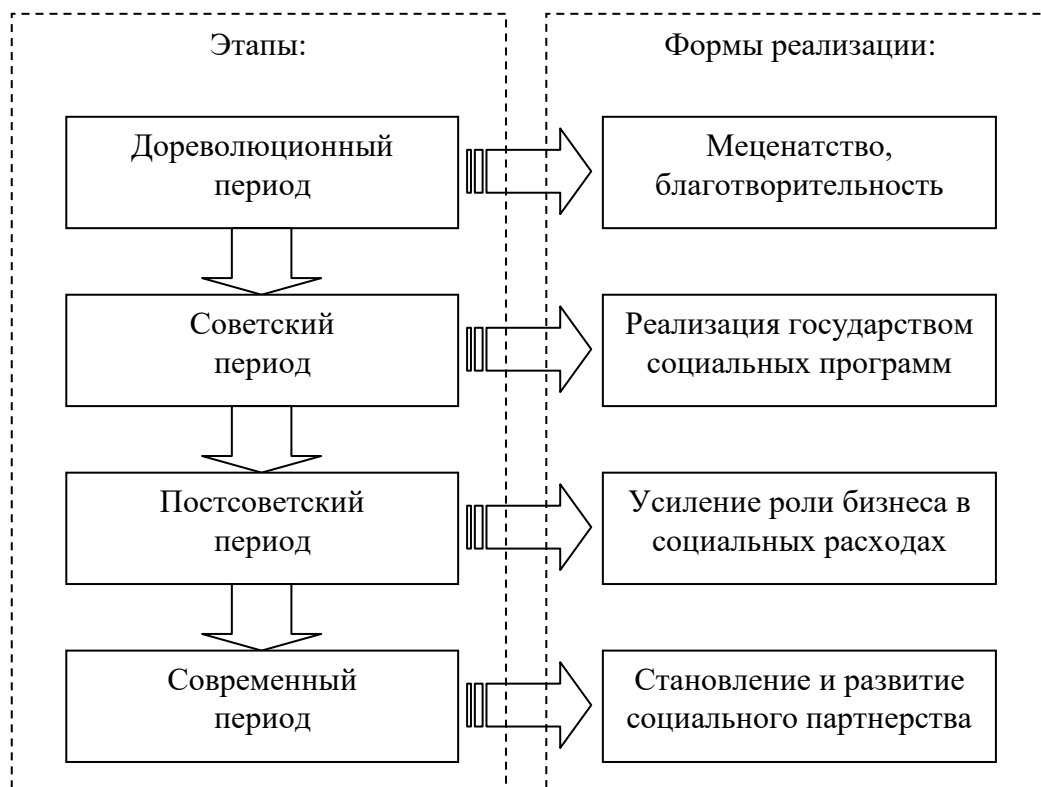 Этапы:
Формы реализации:
Дореволюционный
период
Меценатство,
благотворительность
Советский
период
Реализация государством
социальных программ
Постсоветский
период
Усиление роли бизнеса в
социальных расходах
Современный
период
Становление и развитие
социального партнерства